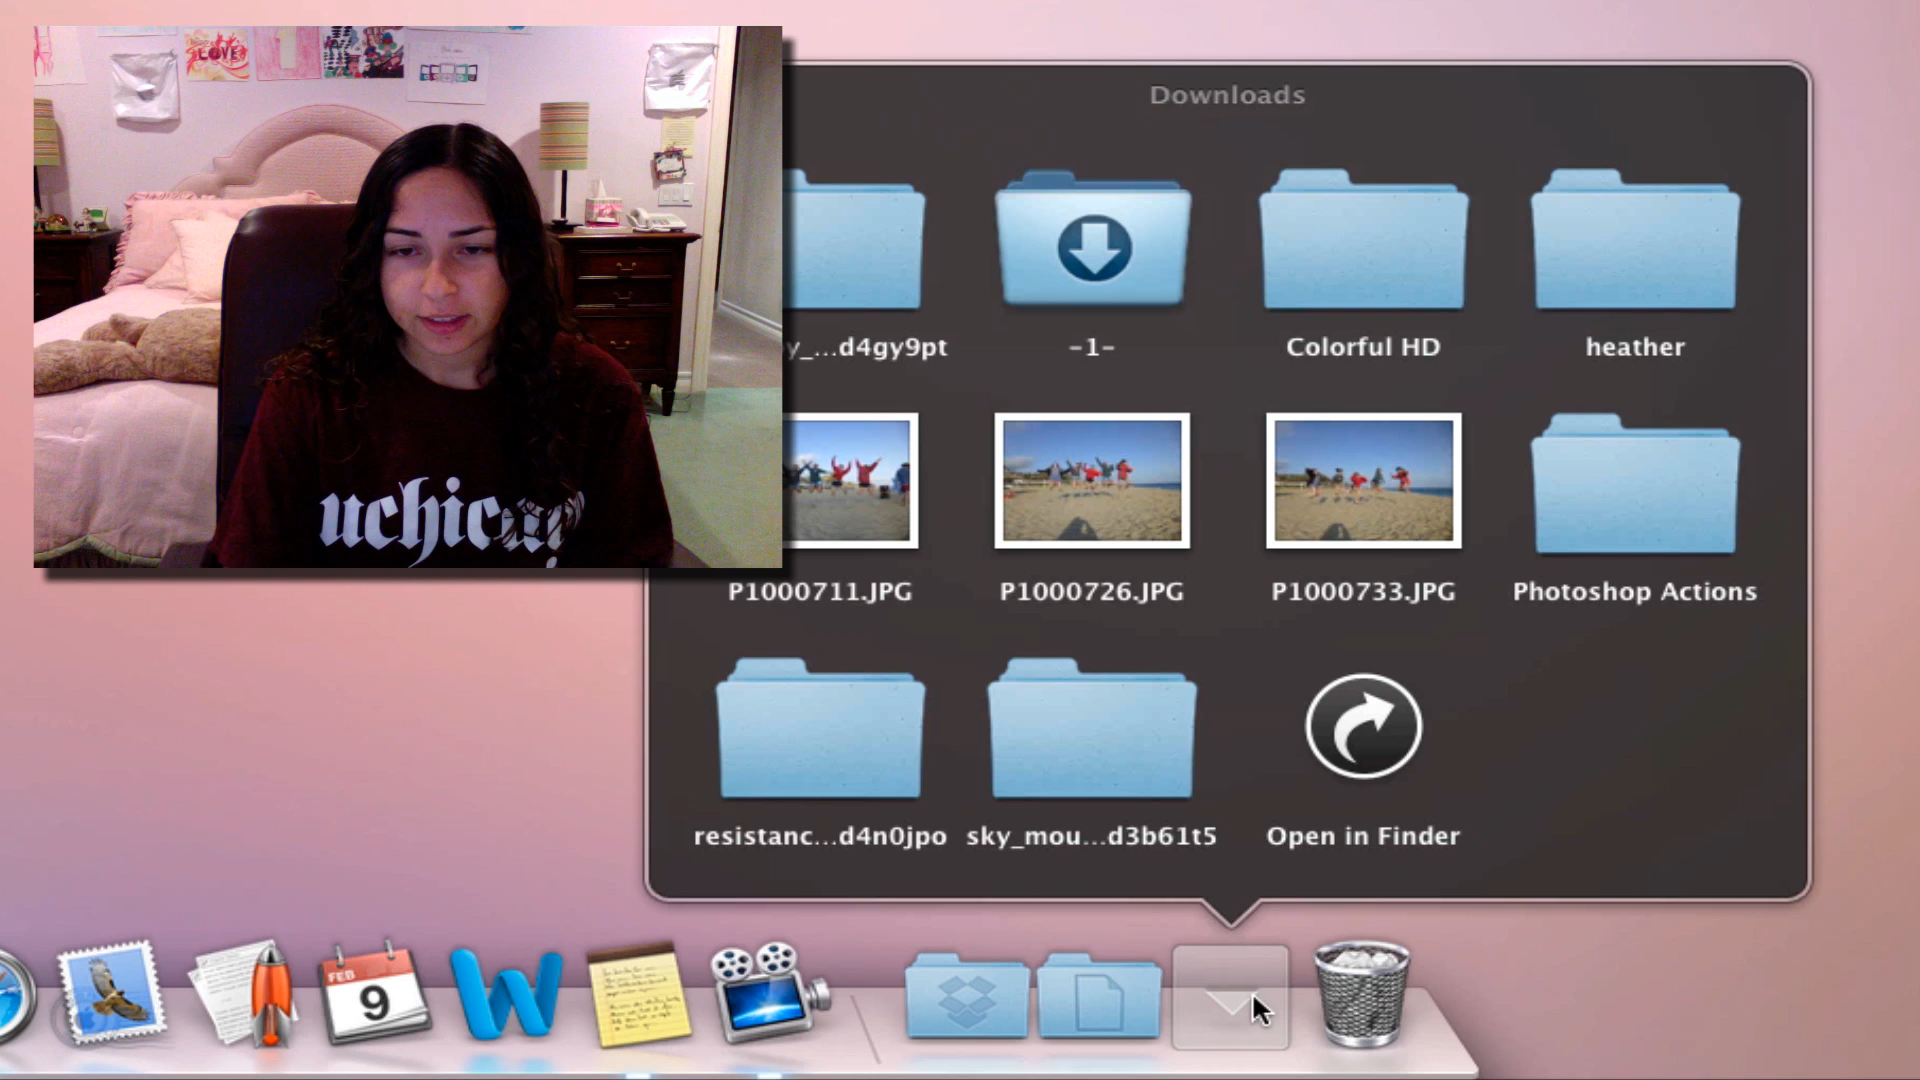 LOVE
uchicago
Downloads
y_...d4gy9pt
-1-
Colorful HD
heather
P1000711.JPG
P1000726.JPG
P1000733.JPG
Photoshop Actions
resistanc...d4n0jpo
sky_mou...d3b61t5
Open in Finder
FEB
9